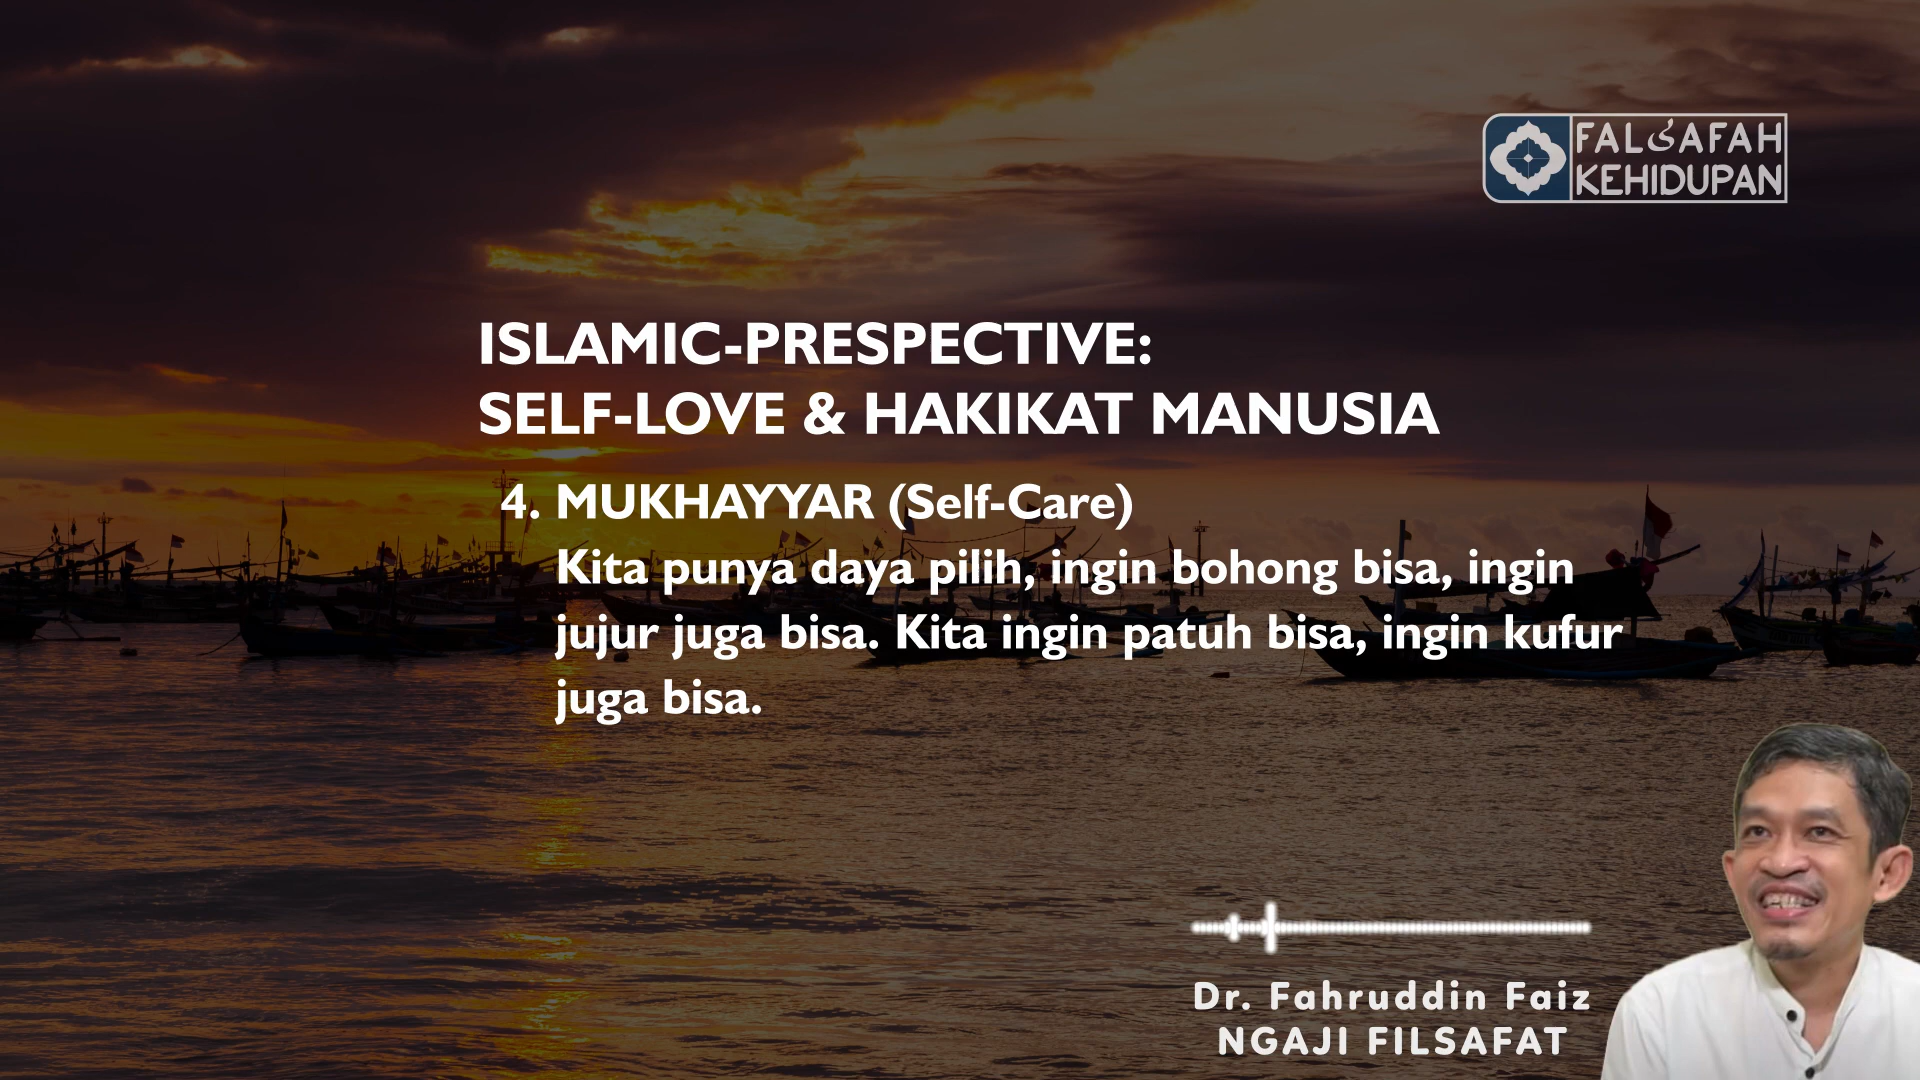 FALSAFAH
KEHIDUPAN
ISLAMIC-PRESPECTIVE:
SELF-LOVE & HAKIKAT MANUSIA
4. MUKHAYYAR (Self-Care)
Kita punya daya pilih, ingin bohong bisa, ingin
jujur juga bisa. Kita ingin patuh bisa, ingin kufur
juga bisa.
Dr. Fahruddin Faiz
NGAJI FILSAFAT